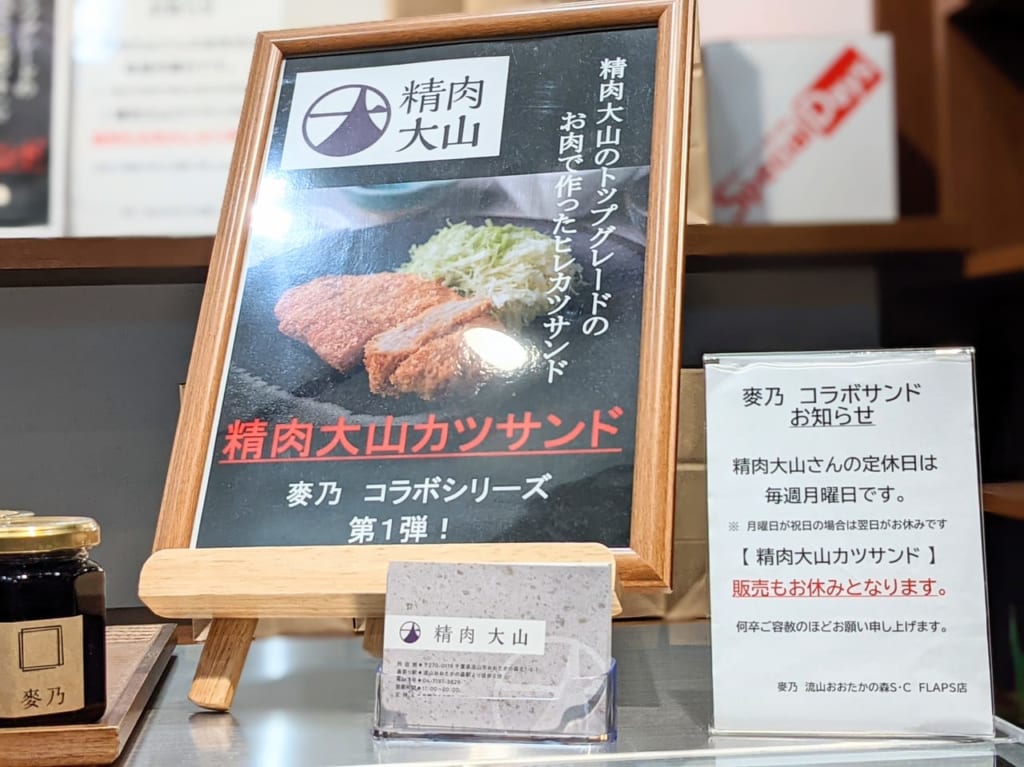 精肉
大山
精肉大山のトップグレードの
お肉で作ったヒレカツサンド
精肉大山カツサンド
麥乃 コラボシリーズ
第1弾！
精肉 大山
麥乃
麥乃 コラボサンド
お知らせ
精肉大山さんの定休日は
毎週月曜日です。
※ 月曜日が祝日の場合は翌日がお休みです
【 精肉大山カツサンド 】
販売もお休みとなります。
何卒ご容赦のほどお願い申し上げます。
麥乃 流山おおたかの森S・C FLAPS店